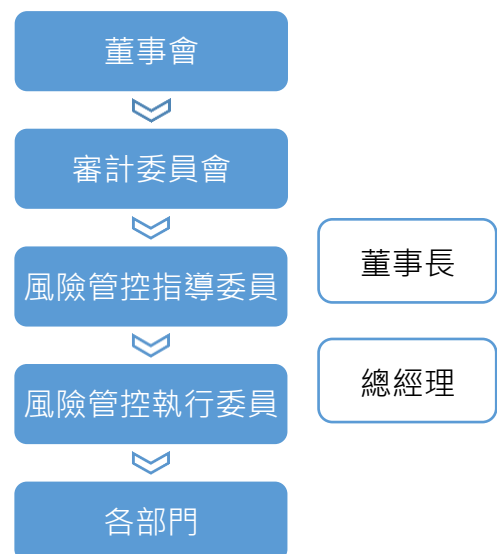 董事會
審計委員會
風險管控指導委員
董事長
風險管控執行委員
總經理
各部門